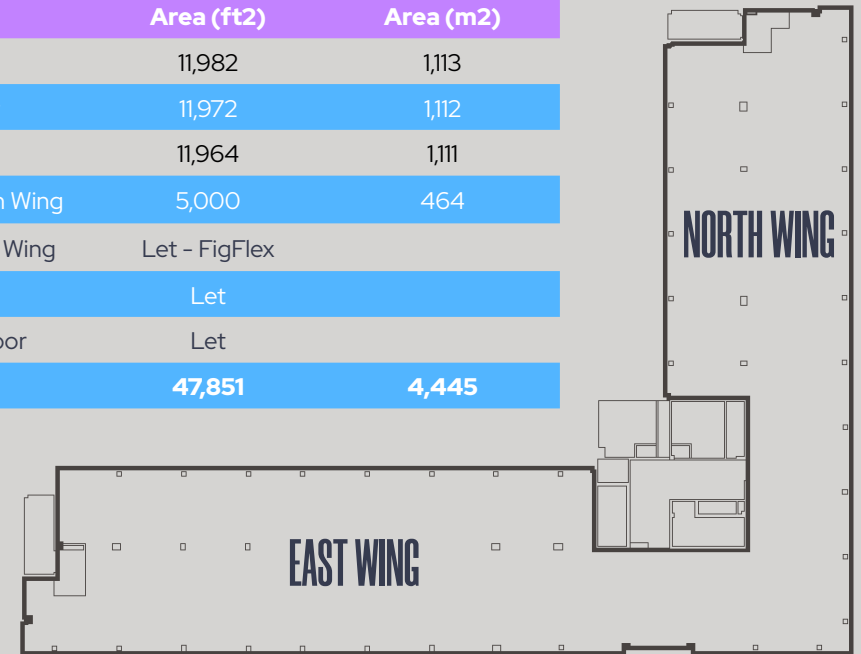 Area (ft2) Area (m2)
11,982 1,113
11,972 1,112
11,964 1,111
Wing 5,000 464
Wing Let - FigFlex
Let
Let
47,851 4,445
NORTH WING
EAST WING